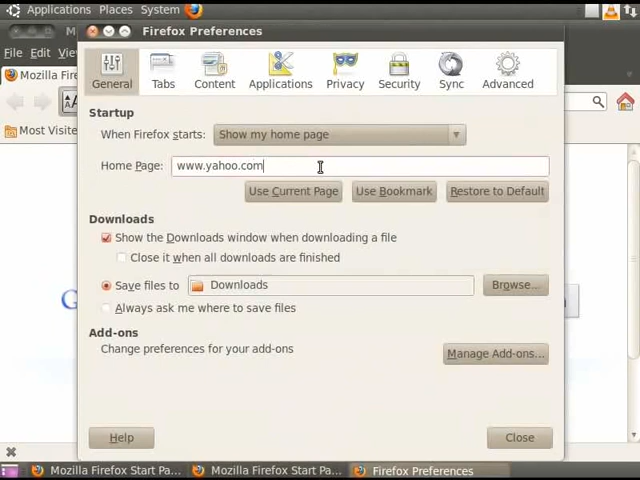 Applications Places System
Firefox Preferences
File Edit
Mozilla
General Tabs Content Applications Privacy Security Sync Advanced
Startup
When Firefox starts: Show my home page
Home Page: www.yahoo.com
Most
Use Current Page Use Bookmark Restore to Default
Downloads
Show the Downloads window when downloading a file
Close it when all downloads are finished
Save files to Downloads Browse...
Always ask me where to save files
Add-ons
Change preferences for your add-ons
Manage Add-ons...
Help Close
Mozilla Firefox Start Pa... Mozilla Firefox Start Pa... Firefox Preferences